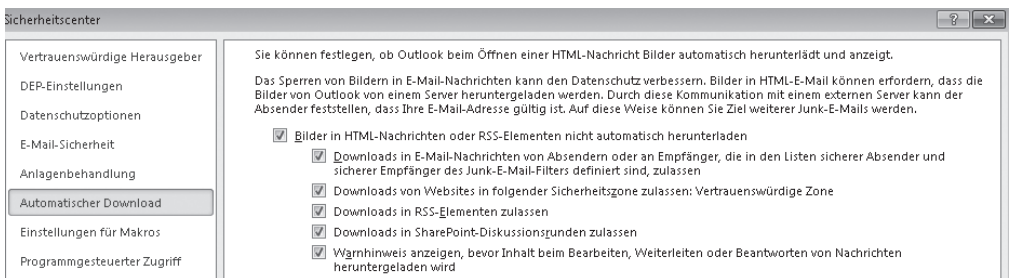 Sicherheitscenter
Vertrauenswürdige Herausgeber
DEP-Einstellungen
Datenschutzoptionen
E-Mail-Sicherheit
Anlagenbehandlung
Automatischer Download
Einstellungen für Makros
Programmgesteuerter Zugriff
Sie können festlegen, ob Outlook beim Öffnen einer HTML-Nachricht Bilder automatisch herunterlädt und anzeigt.
Das Sperren von Bildern in E-Mail-Nachrichten kann den Datenschutz verbessern. Bilder in HTML-E-Mail können erfordern, dass die
Bilder von Outlook von einem Server heruntergeladen werden. Durch diese Kommunikation mit einem externen Server kann der
Absender feststellen, dass Ihre E-Mail-Adresse gültig ist. Auf diese Weise können Sie Ziel weiterer Junk-E-Mails werden.
Bilder in HTML-Nachrichten oder RSS-Elementen nicht automatisch herunterladen
Downloads in E-Mail-Nachrichten von Absendern oder an Empfänger, die in den Listen sicherer Absender und
sicherer Empfänger des Junk-E-Mail-Filters definiert sind, zulassen
Downloads von Websites in folgender Sicherheitszone zulassen: Vertrauenswürdige Zone
Downloads in RSS-Elementen zulassen
Downloads in SharePoint-Diskussionsrunden zulassen
Warnhinweis anzeigen, bevor Inhalt beim Bearbeiten, Weiterleiten oder Beantworten von Nachrichten
heruntergeladen wird